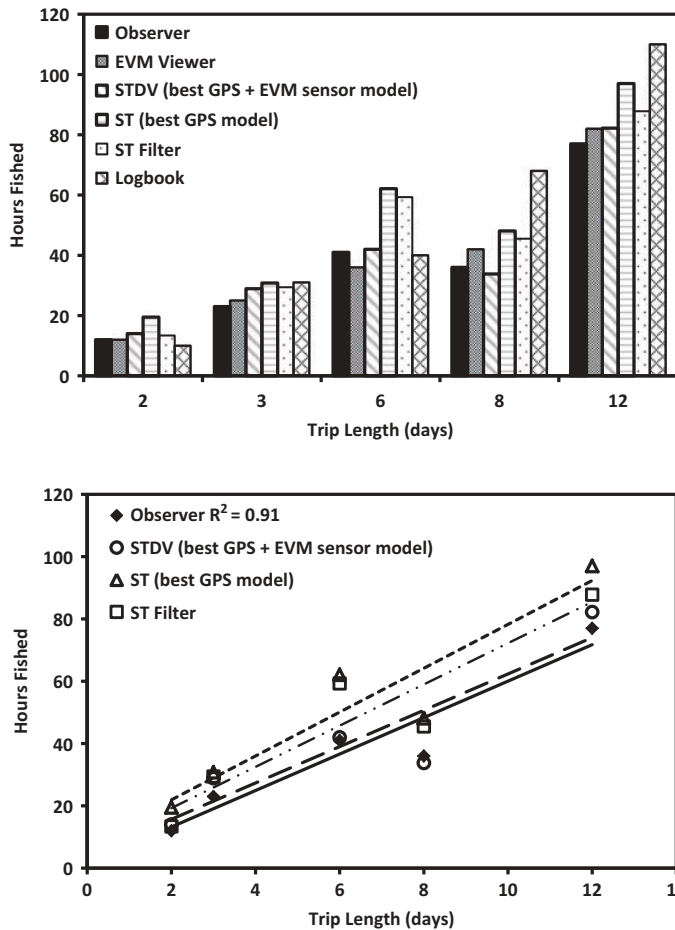 120
100
80
60
40
20
0
Hours Fished
Observer
EVM Viewer
STDV (best GPS + EVM sensor model)
ST (best GPS model)
ST Filter
Logbook
2 3 6 8 12
Trip Length (days)
120
100
80
60
40
20
0
Hours Fished
Observer R² = 0.91
STDV (best GPS + EVM sensor model)
ST (best GPS model)
ST Filter
0 2 4 6 8 10 12 1
Trip Length (days)